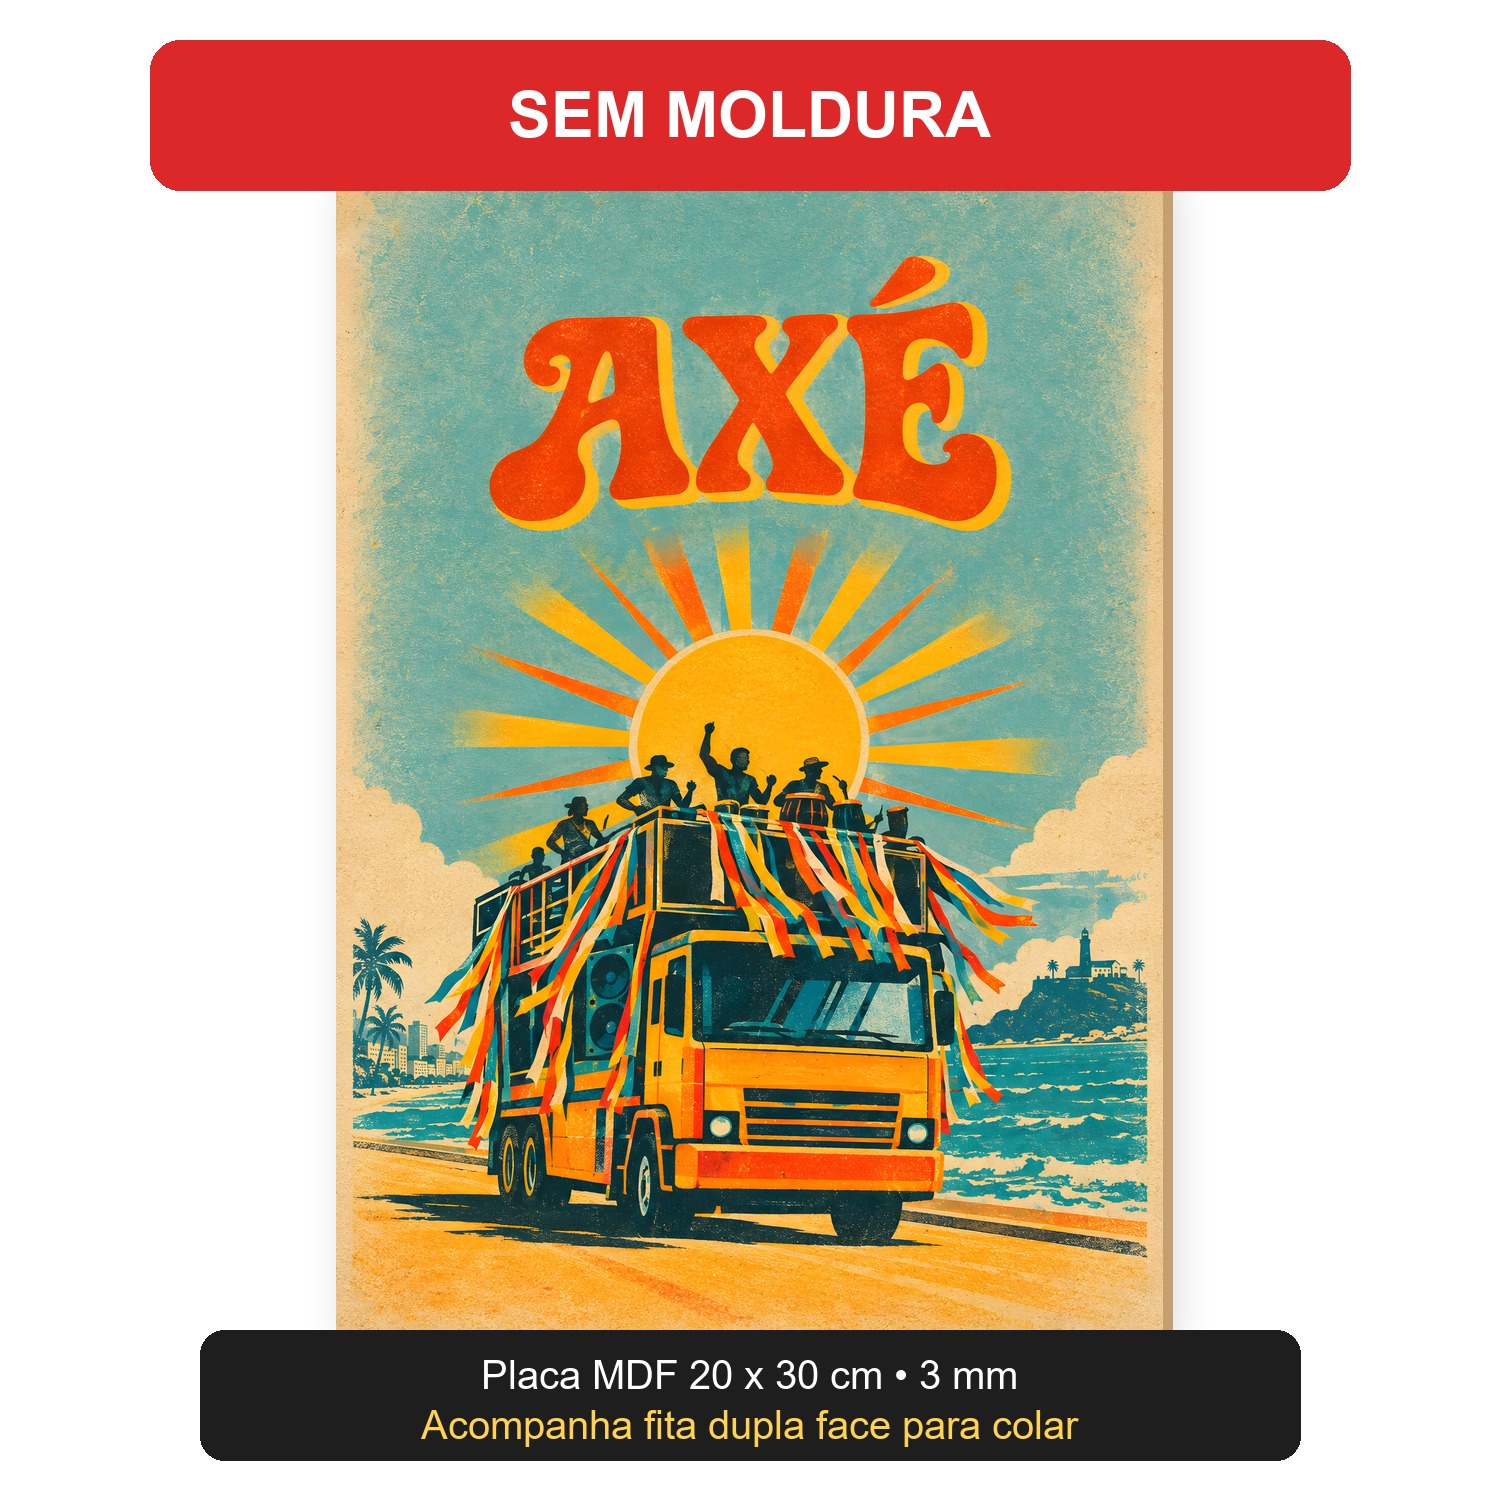 SEM MOLDURA
AXÉ
Placa MDF 20 x 30 cm • 3 mm
Acompanha fita dupla face para colar